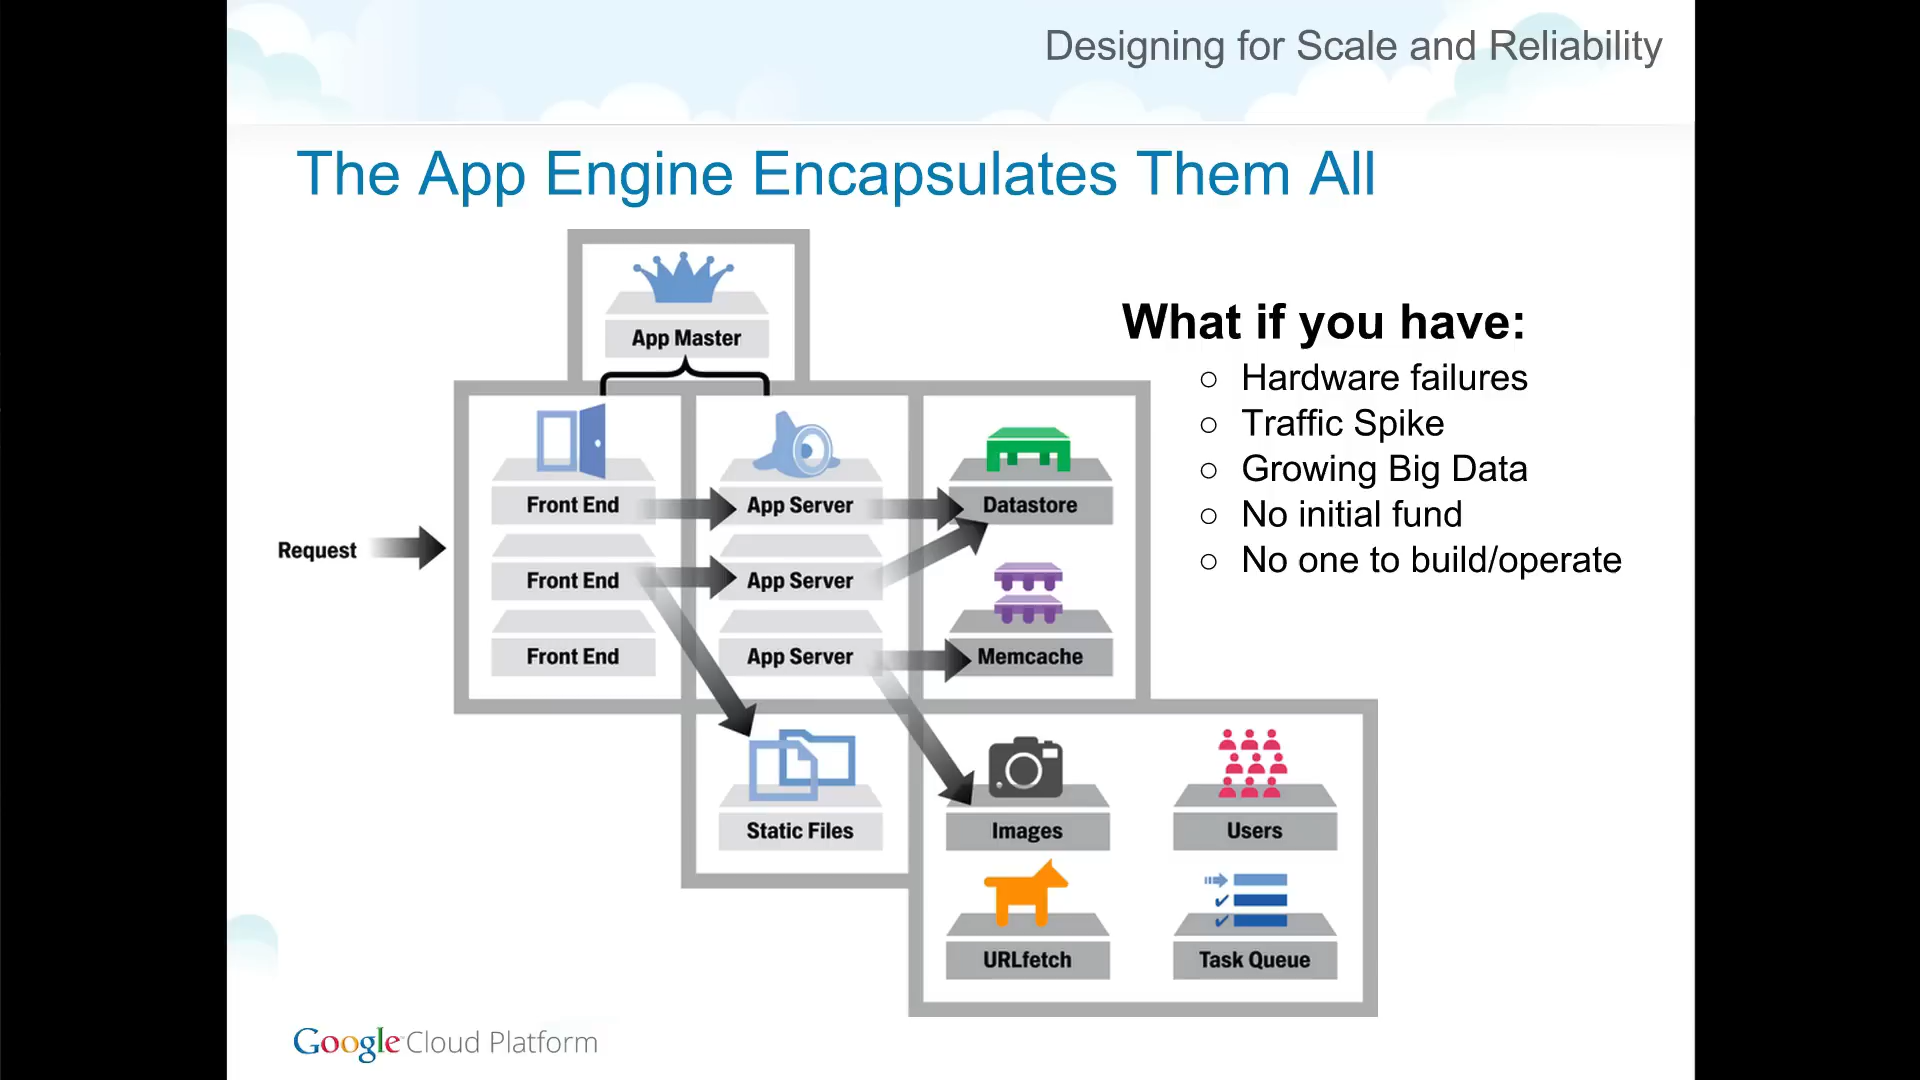 Designing for Scale and Reliability
The App Engine Encapsulates Them All
App Master
What if you have:
○ Hardware failures
○ Traffic Spike
○ Growing Big Data
○ No initial fund
○ No one to build/operate
Request
Front End
App Server
Datastore
Front End
App Server
Front End
App Server
Memcache
Static Files
Images
Users
URLfetch
Task Queue
Google Cloud Platform